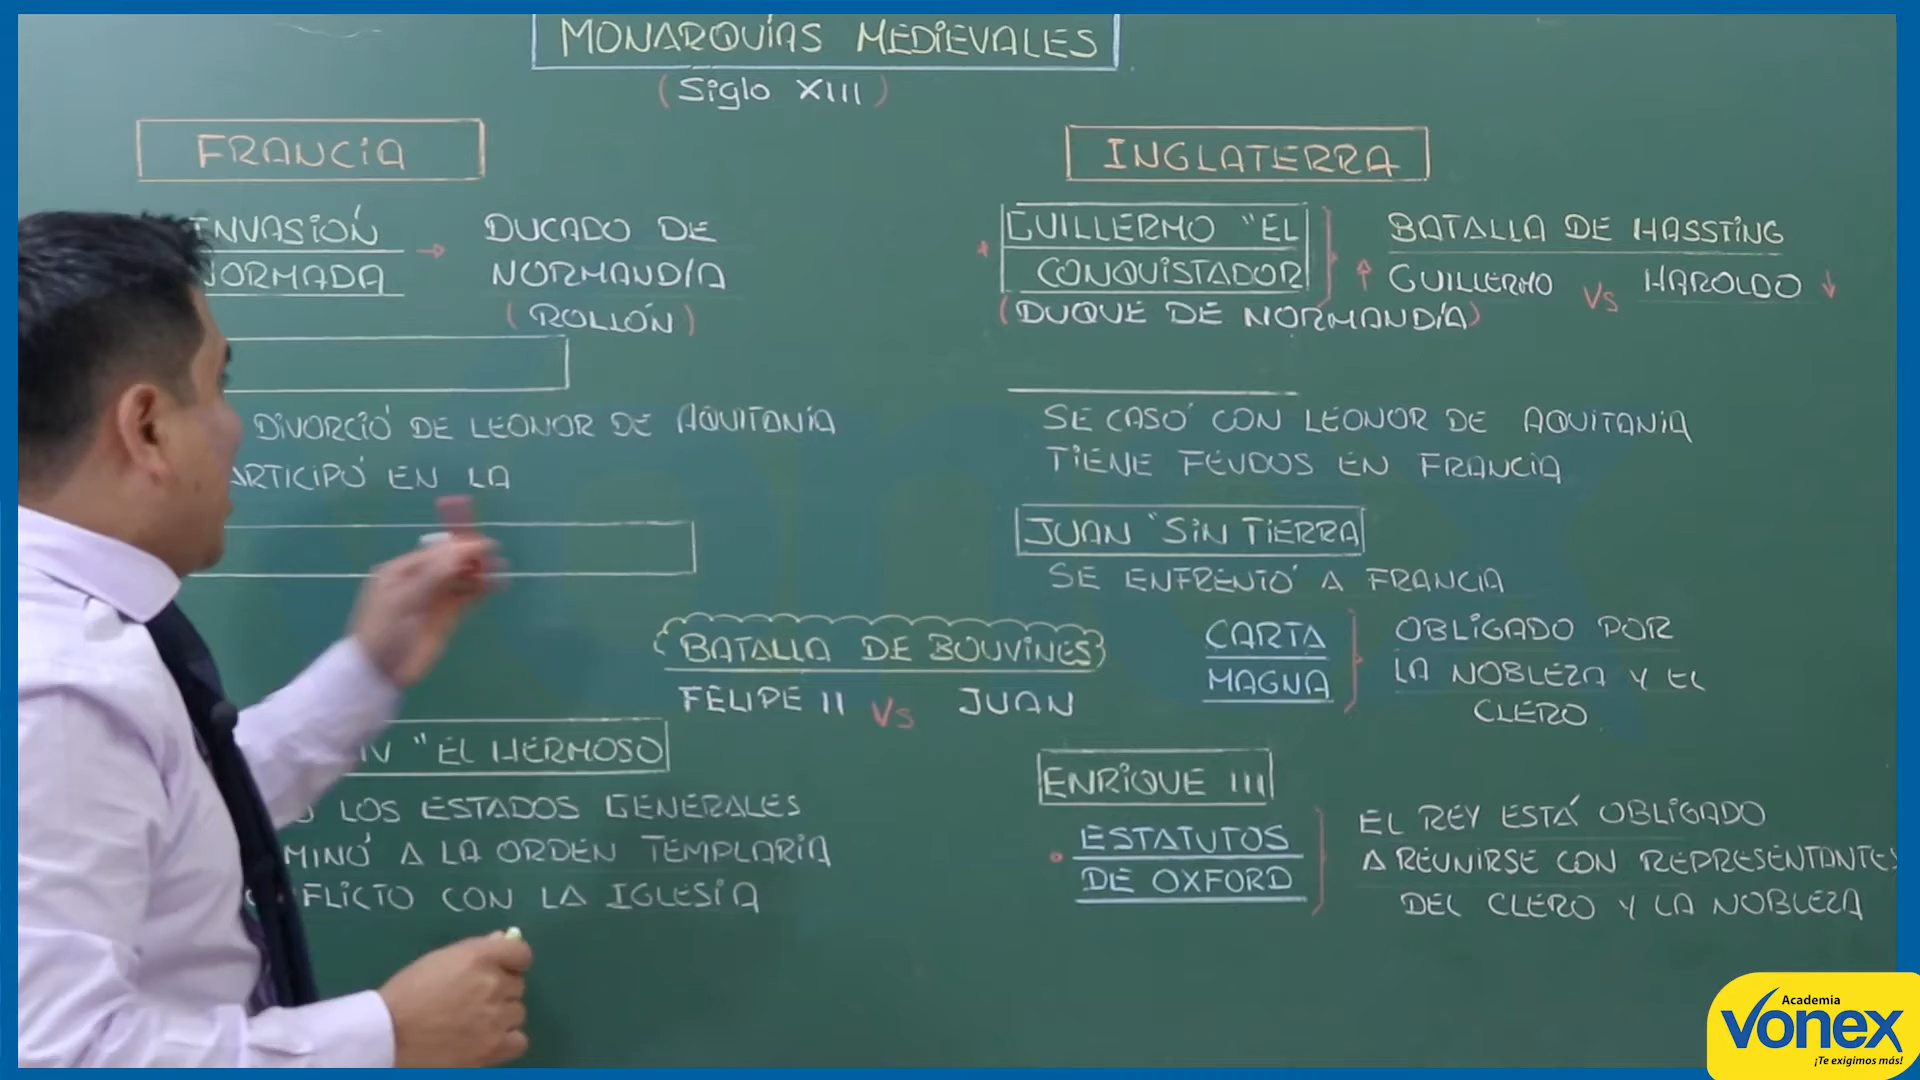 MONARQUÍAS MEDIEVALES
(Siglo XIII)
FRANCIA
INVASIÓN
NORMADA
DUCADO DE
NORMANDÍA
(ROLLÓN)
DIVORCIÓ DE LEONOR DE AQUITANIA
PARTICIPÓ EN LA
BATALLA DE BOUVINES
FELIPE II VS JUAN
"EL HERMOSO
LOS ESTADOS GENERALES
MINÓ A LA ORDEN TEMPLARIA
FLICTO CON LA IGLESIA
INGLATERRA
GUILLERMO "EL
CONQUISTADOR
(DUQUE DE NORMANDÍA)
BATALLA DE HASSTING
GUILLERMO VS HAROLDO
SE CASÓ CON LEONOR DE AQUITANIA
TIENE FEUDOS EN FRANCIA
JUAN "SIN TIERRA
SE ENFRENTÓ A FRANCIA
CARTA
MAGNA
OBLIGADO POR
LA NOBLEZA Y EL
CLERO
ENRIQUE III
ESTATUTOS
DE OXFORD
EL REY ESTÁ OBLIGADO
A REUNIRSE CON REPRESENTANTES
DEL CLERO Y LA NOBLEZA
Academia
Vonex
¡Te exigimos más!